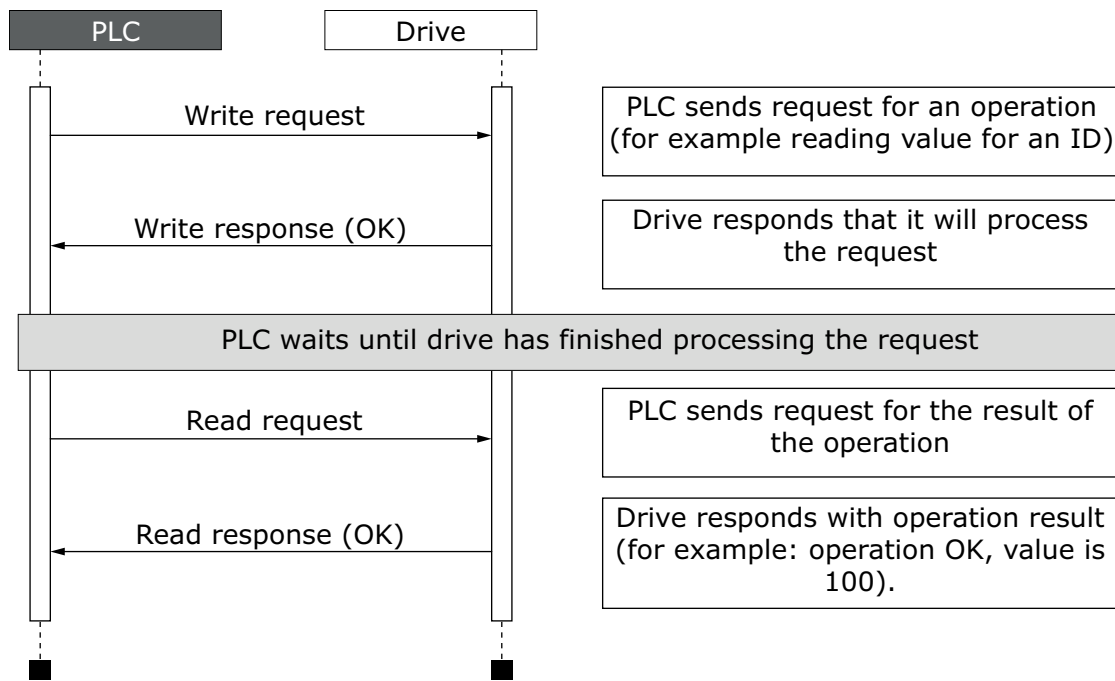 PLC
Drive
Write request
PLC sends request for an operation
(for example reading value for an ID)
Write response (OK)
Drive responds that it will process
the request
PLC waits until drive has finished processing the request
Read request
PLC sends request for the result of
the operation
Read response (OK)
Drive responds with operation result
(for example: operation OK, value is
100).